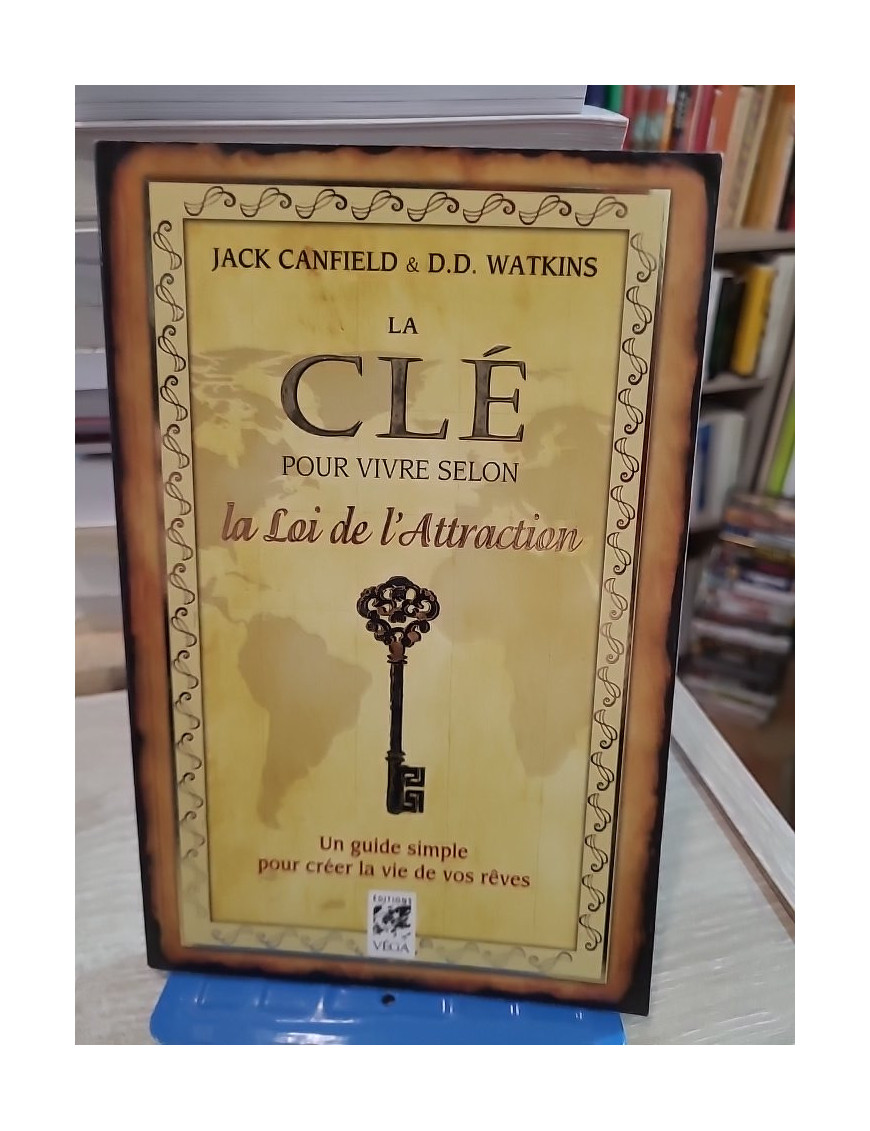 JACK CANFIELD & D.D. WATKINS
LA
CLÉ
POUR VIVRE SELON
la Loi de l'Attraction
Un guide simple
pour créer la vie de vos rêves
ÉDITIONS
VÉGA